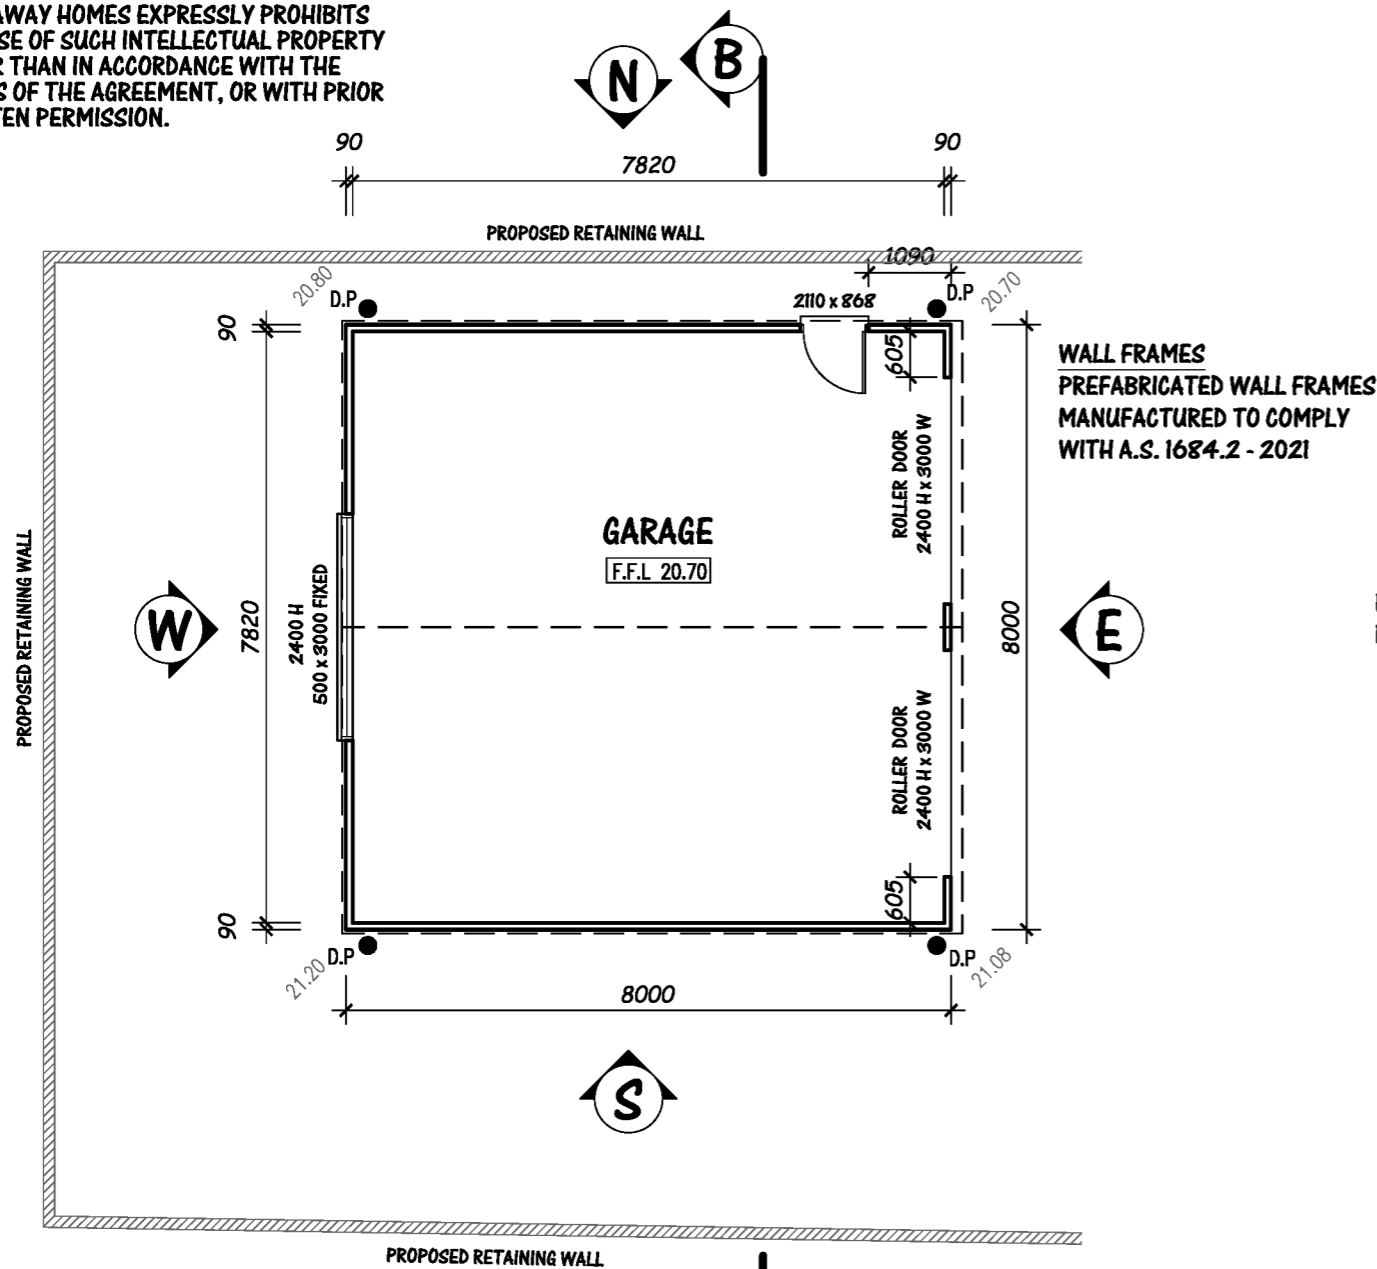 AWAY HOMES EXPRESSLY PROHIBITS
SE OF SUCH INTELLECTUAL PROPERTY
R THAN IN ACCORDANCE WITH THE
S OF THE AGREEMENT, OR WITH PRIOR
TEN PERMISSION.
N
B
90
7820
90
PROPOSED RETAINING WALL
1090
20.80
D.P
2110 x 868
D.P
20.70
90
605
WALL FRAMES
PREFABRICATED WALL FRAMES
MANUFACTURED TO COMPLY
WITH A.S. 1684.2 - 2021
ROLLER DOOR
2400 H x 3000 W
GARAGE
F.F.L 20.70
PROPOSED RETAINING WALL
W
7820
2400 H
500 x 3000 FIXED
8000
E
ROLLER DOOR
2400 H x 3000 W
605
90
21.20
D.P
D.P
21.08
8000
S
PROPOSED RETAINING WALL